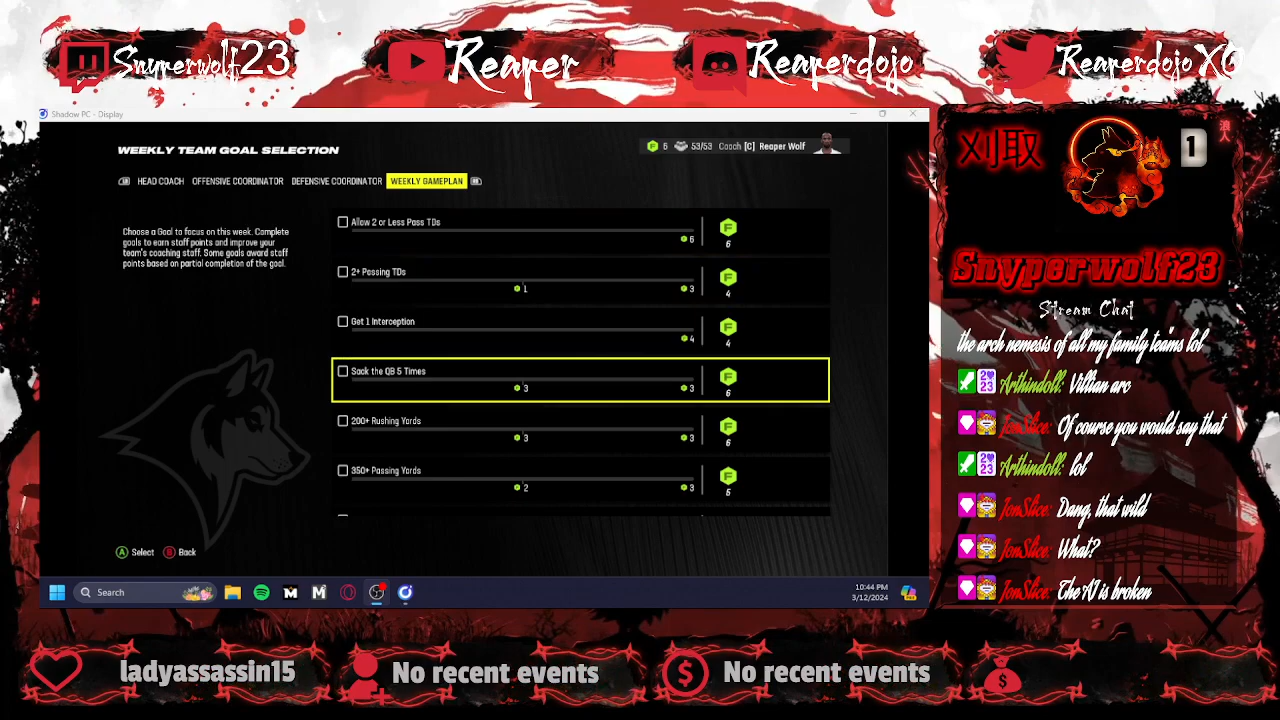 Snyperwolf23
Reaper
Reaperdojo
ReaperdojoXO
Shadow PC - Display
WEEKLY TEAM GOAL SELECTION
6 53/53 Coach [C] Reaper Wolf
HEAD COACH OFFENSIVE COORDINATOR DEFENSIVE COORDINATOR WEEKLY GAMEPLAN
Choose a Goal to focus on this week. Complete
goals to earn staff points and improve your
team's coaching staff. Some goals award staff
points based on partial completion of the goal.
Allow 2 or Less Pass TDs
6
F
6
2+ Passing TDs
1 3
F
4
Get 1 Interception
4
F
4
Sack the QB 5 Times
3 3
F
6
200+ Rushing Yards
3 3
F
6
350+ Passing Yards
2 3
F
5
A Select B Back
Search
10:44 PM
3/12/2024
刈取
浪人
1
Snyperwolf23
Stream Chat
the arch nemesis of all my family teams lol
Arthindoll: Villian arc
JonSlice: Of course you would say that
Arthindoll: lol
JonSlice: Dang, that wild
JonSlice: What?
JonSlice: The AI is broken
ladyassassin15
No recent events
No recent events